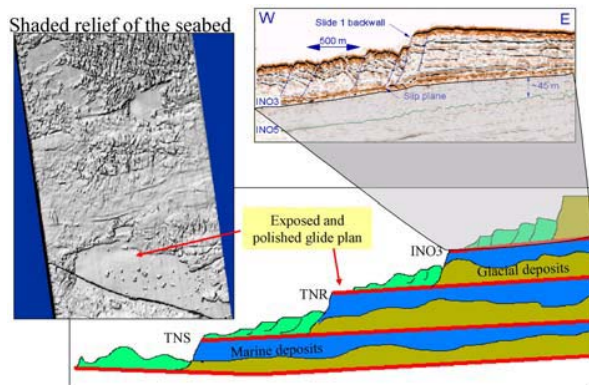 Shaded relief of the seabed
W
E
Slide 1 backwall
500 m
Slip plane
~45 m
INO3
INO5
Exposed and
polished glide plan
INO3
Glacial deposits
TNR
TNS
Marine deposits